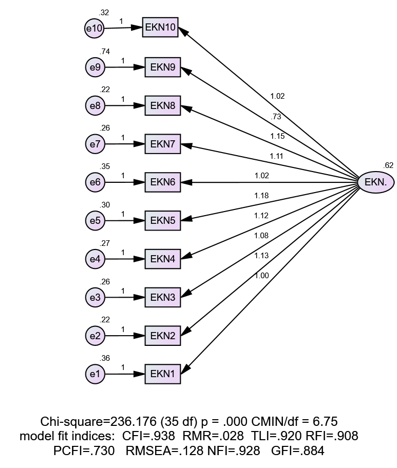 .32
e10 1 EKN10
.74
e9 1 EKN9
.22
e8 1 EKN8
.26
e7 1 EKN7
.35
e6 1 EKN6
.30
e5 1 EKN5
.27
e4 1 EKN4
.26
e3 1 EKN3
.22
e2 1 EKN2
.36
e1 1 EKN1
1.02
.73
1.15
1.11
1.02
1.18
1.12
1.08
1.13
1.00
.62
EKN.
Chi-square=236.176 (35 df) p = .000 CMIN/df = 6.75
model fit indices: CFI=.938 RMR=.028 TLI=.920 RFI=.908
PCFI=.730 RMSEA=.128 NFI=.928 GFI=.884